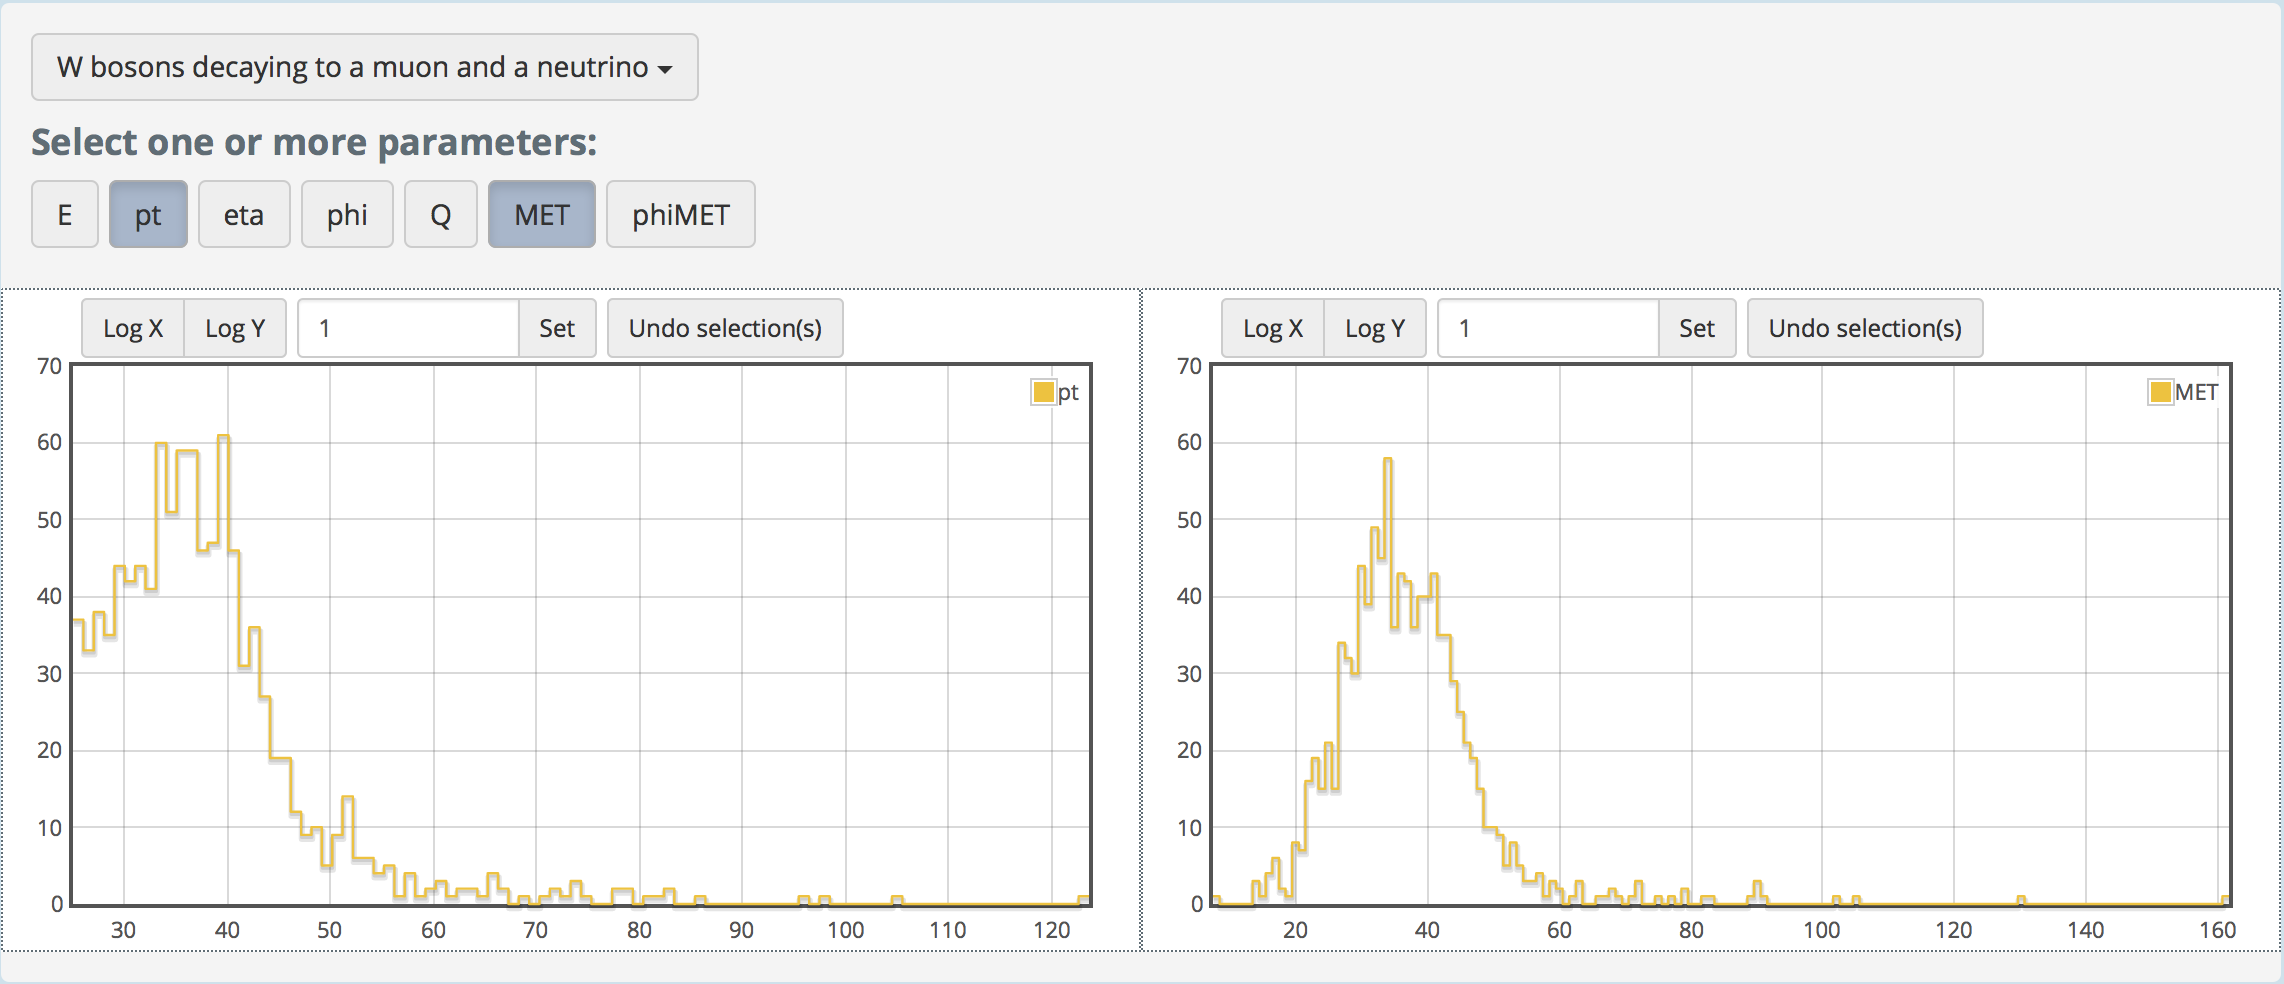 W bosons decaying to a muon and a neutrino
Select one or more parameters:
E pt eta phi Q MET phiMET
Log X Log Y 1 Set Undo selection(s)
70
60
50
40
30
20
10
0
pt
30 40 50 60 70 80 90 100 110 120
Log X Log Y 1 Set Undo selection(s)
70
60
50
40
30
20
10
0
MET
20 40 60 80 100 120 140 160